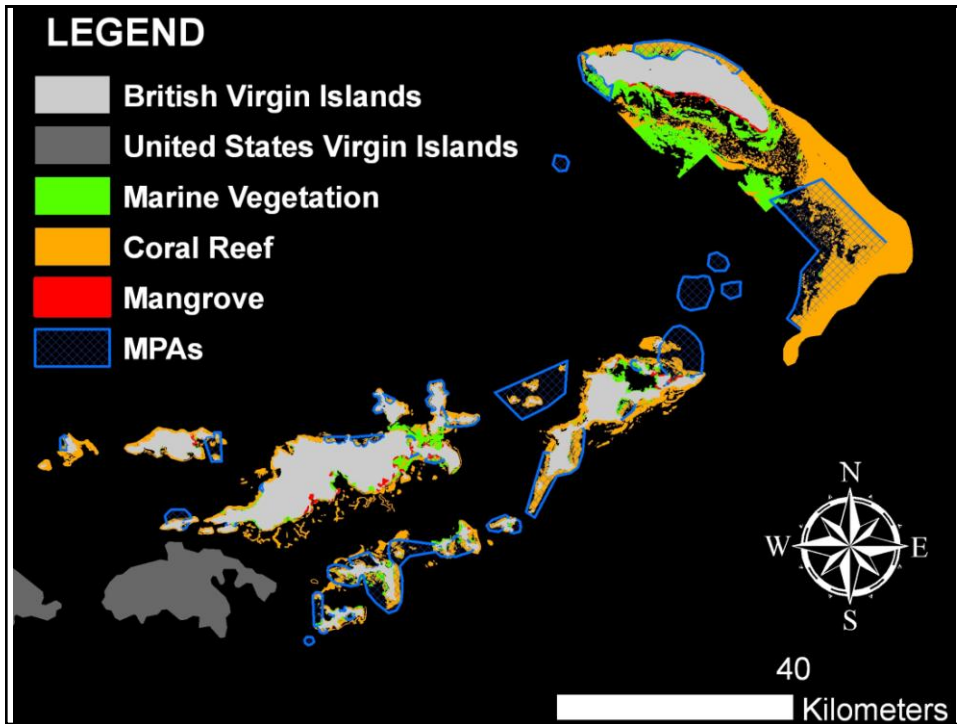 LEGEND
British Virgin Islands
United States Virgin Islands
Marine Vegetation
Coral Reef
Mangrove
MPAs
N
W
E
S
40
Kilometers